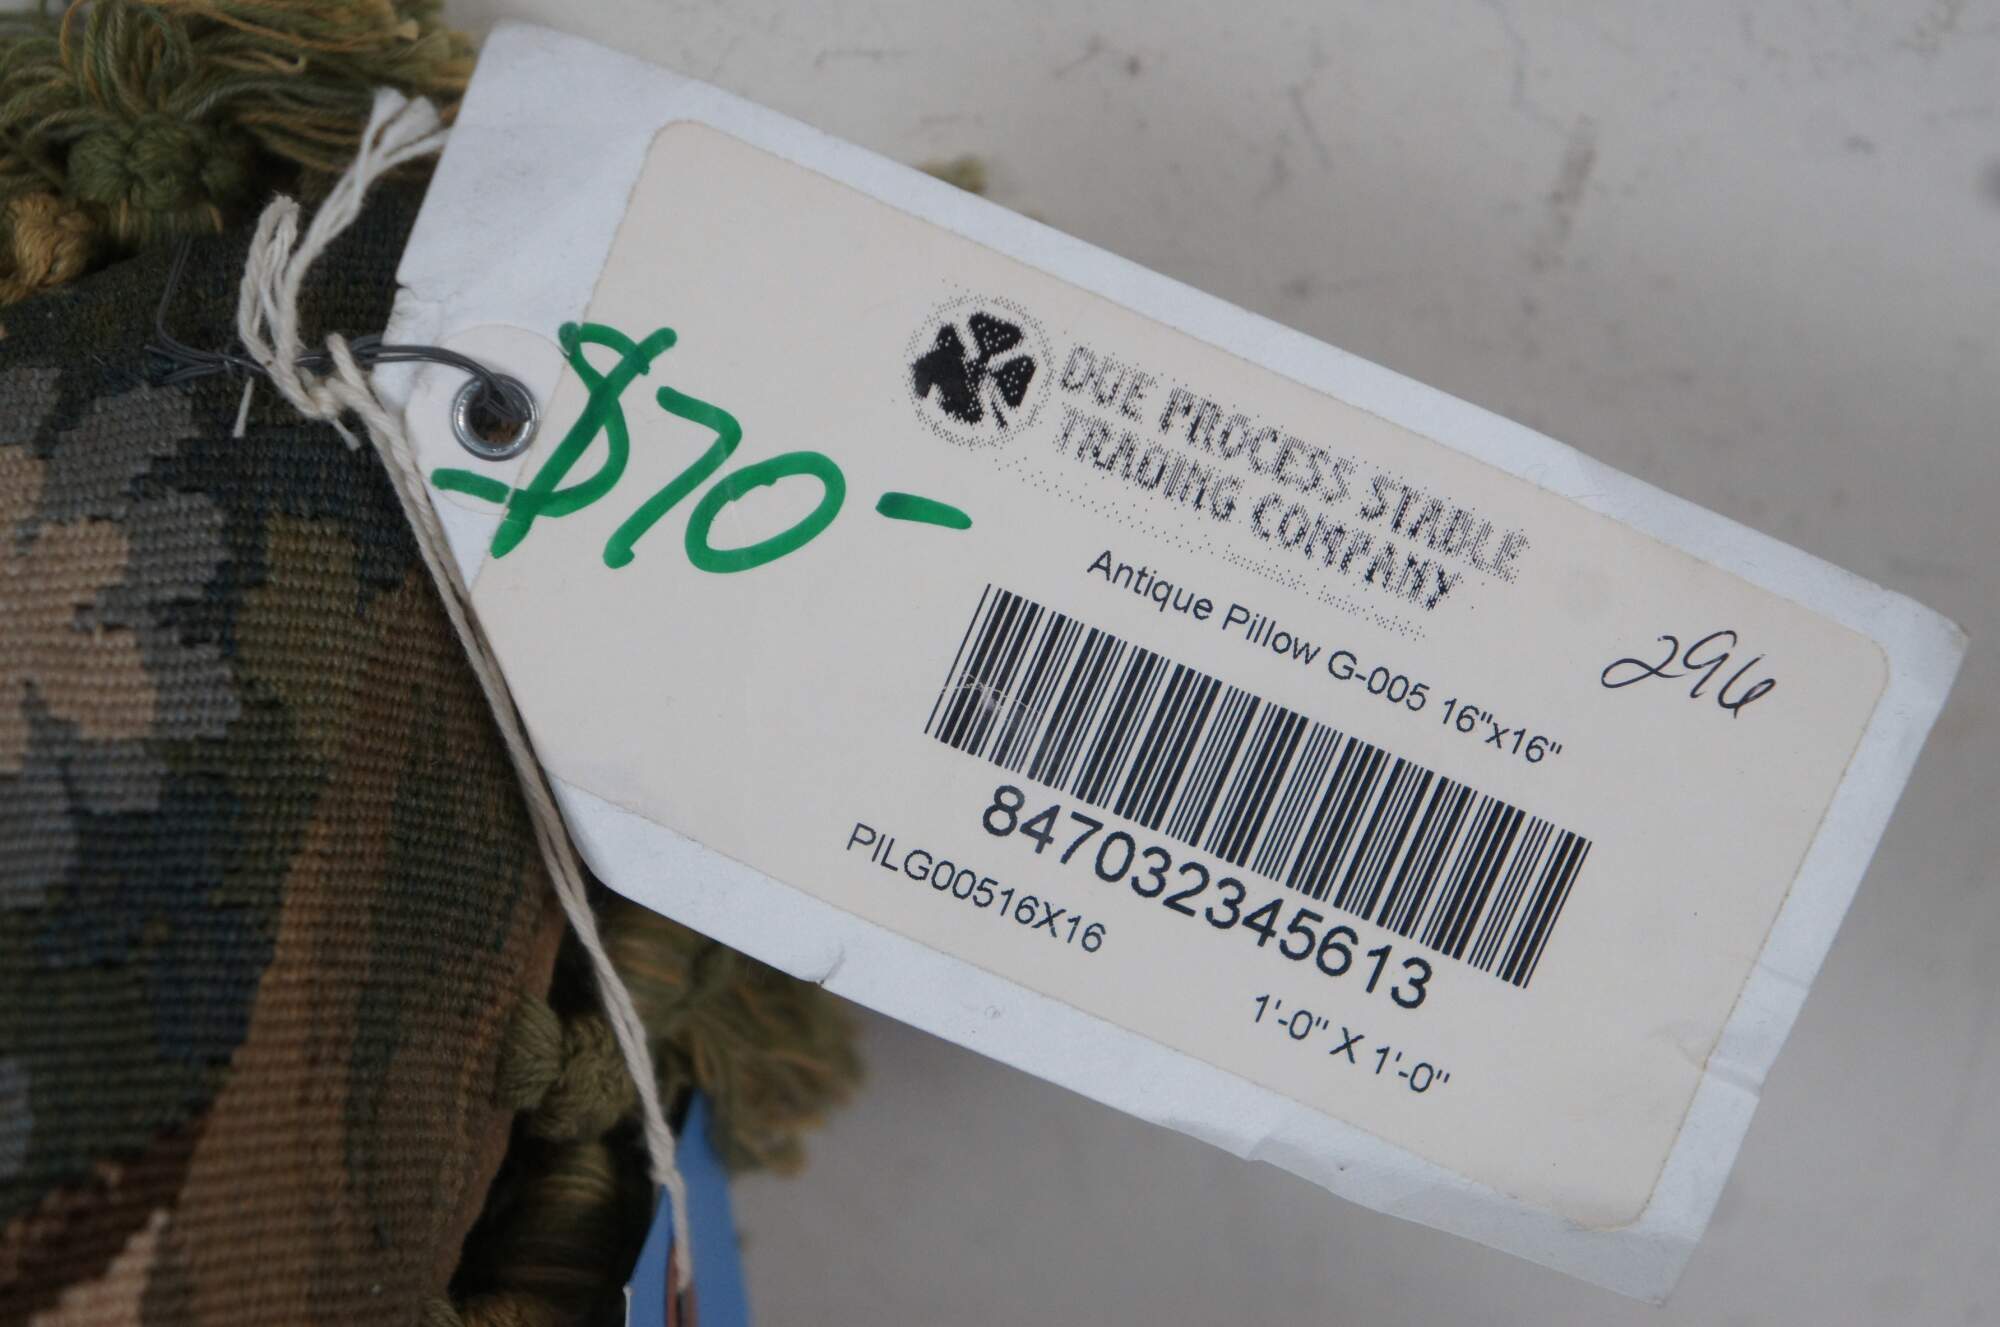 -$70-
DUE PROCESS STABLE
TRADING COMPANY
Antique Pillow G-005 16"x16"
296
847032345613
PILG00516X16
1'-0" X 1'-0"